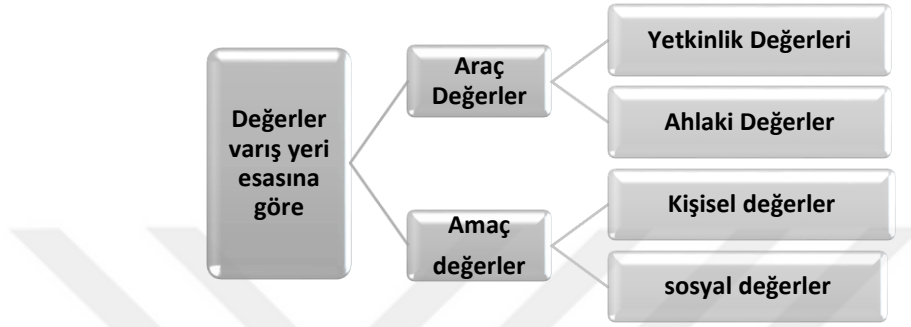 Değerler
varış yeri
esasına
göre
Araç
Değerler
Yetkinlik Değerleri
Ahlaki Değerler
Amaç
değerler
Kişisel değerler
sosyal değerler